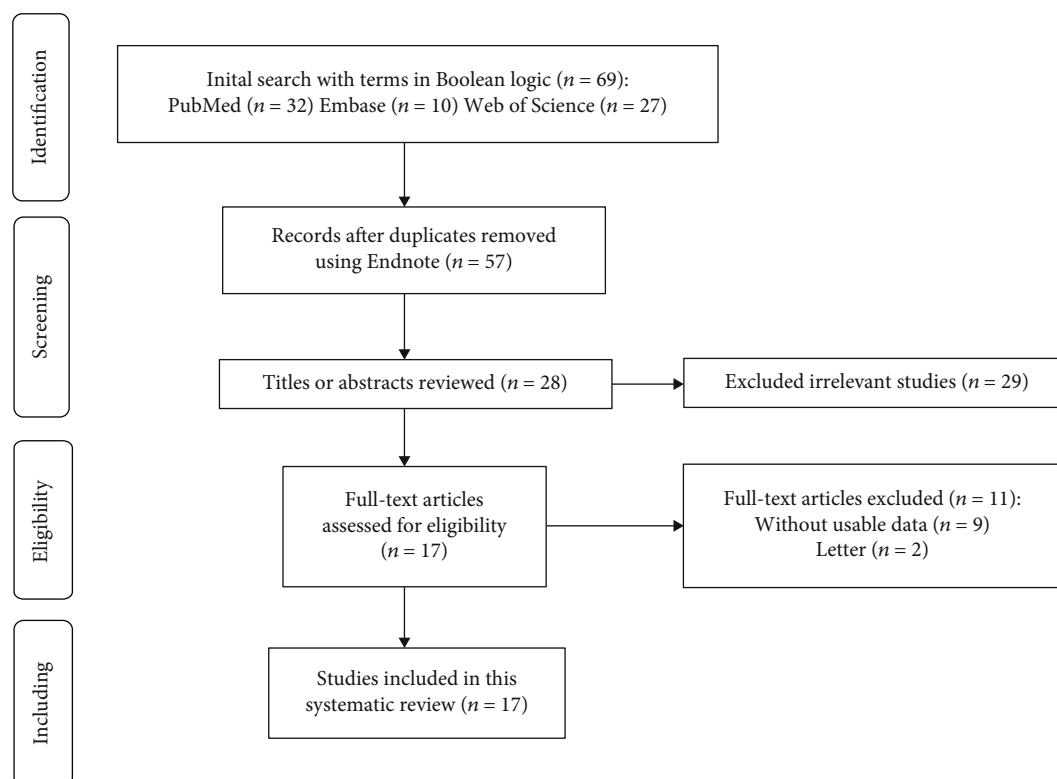 Identification
Inital search with terms in Boolean logic (n = 69):
PubMed (n = 32) Embase (n = 10) Web of Science (n = 27)
Screening
Records after duplicates removed
using Endnote (n = 57)
Titles or abstracts reviewed (n = 28)
Excluded irrelevant studies (n = 29)
Eligibility
Full-text articles
assessed for eligibility
(n = 17)
Full-text articles excluded (n = 11):
Without usable data (n = 9)
Letter (n = 2)
Including
Studies included in this
systematic review (n = 17)